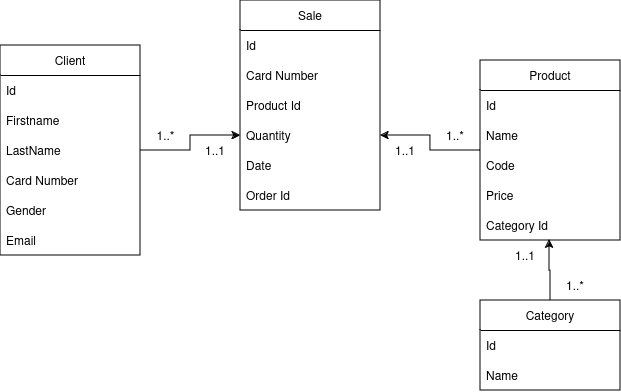 Client
Id
Firstname
LastName
Card Number
Gender
Email
1..*
1..1
Sale
Id
Card Number
Product Id
Quantity
Date
Order Id
1..*
1..1
Product
Id
Name
Code
Price
Category Id
1..1
1..*
Category
Id
Name